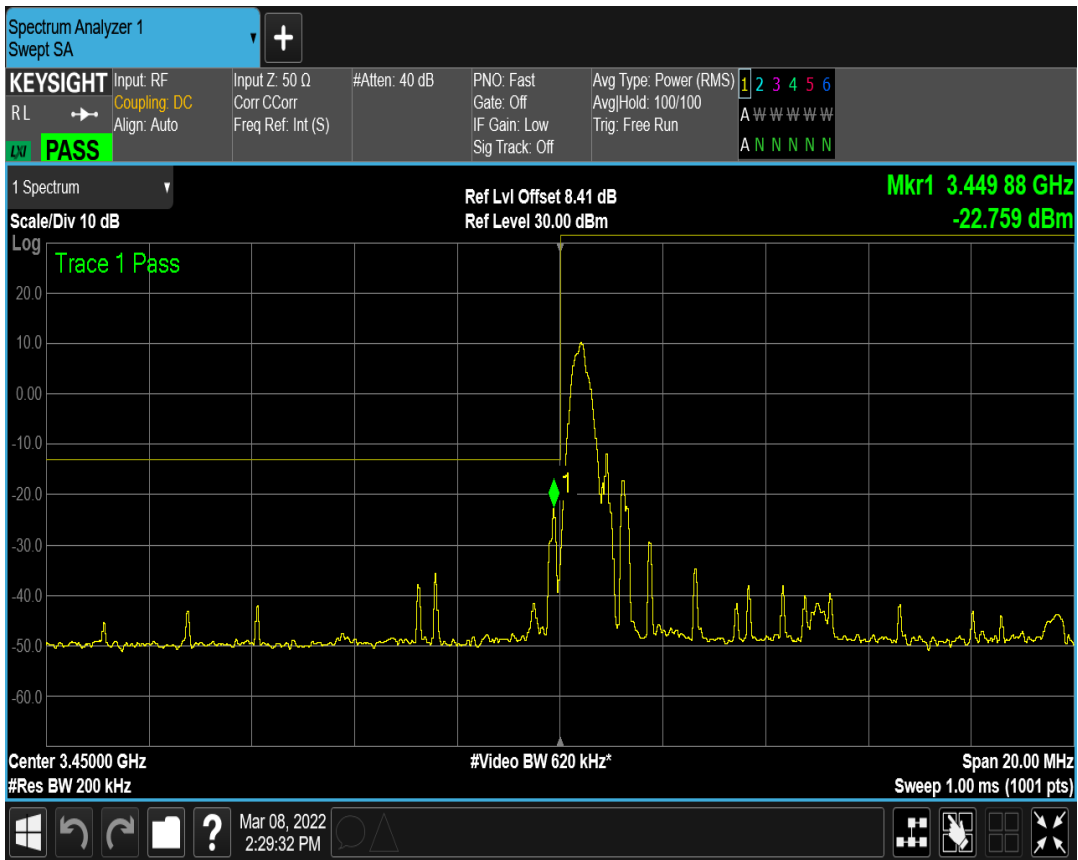 Spectrum Analyzer 1
Swept SA
+
KEYSIGHT
RL
LXI PASS
Input: RF
Coupling: DC
Align: Auto
Input Z: 50 Ω
Corr CCorr
Freq Ref: Int (S)
#Atten: 40 dB
PNO: Fast
Gate: Off
IF Gain: Low
Sig Track: Off
Avg Type: Power (RMS)
Avg|Hold: 100/100
Trig: Free Run
1 2 3 4 5 6
A W W W W W
A N N N N N
1 Spectrum
Scale/Div 10 dB
Ref Lvl Offset 8.41 dB
Ref Level 30.00 dBm
Mkr1 3.449 88 GHz
-22.759 dBm
Log
Trace 1 Pass
20.0
10.0
0.00
-10.0
1
-20.0
-30.0
-40.0
-50.0
-60.0
Center 3.45000 GHz
#Video BW 620 kHz*
Span 20.00 MHz
#Res BW 200 kHz
Sweep 1.00 ms (1001 pts)
?
Mar 08, 2022
2:29:32 PM